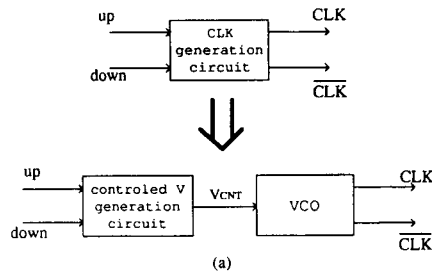 up
down
CLK
generation
circuit
CLK
CLK
up
down
controled V
generation
circuit
VCNT
VCO
CLK
CLK
(a)